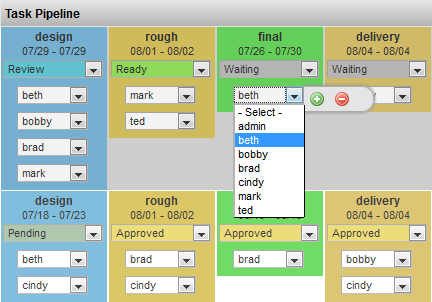 Task Pipeline
design rough final delivery
07/29 - 07/29 08/01 - 08/02 07/26 - 07/30 08/04 - 08/04
Review Ready Waiting Waiting
beth mark beth
bobby ted
brad
mark
- Select -
admin
beth
bobby
brad
cindy
mark
ted
design rough delivery
07/18 - 07/23 08/01 - 08/02 08/04 - 08/04
Pending Approved Approved Approved
beth brad brad bobby
cindy cindy cindy